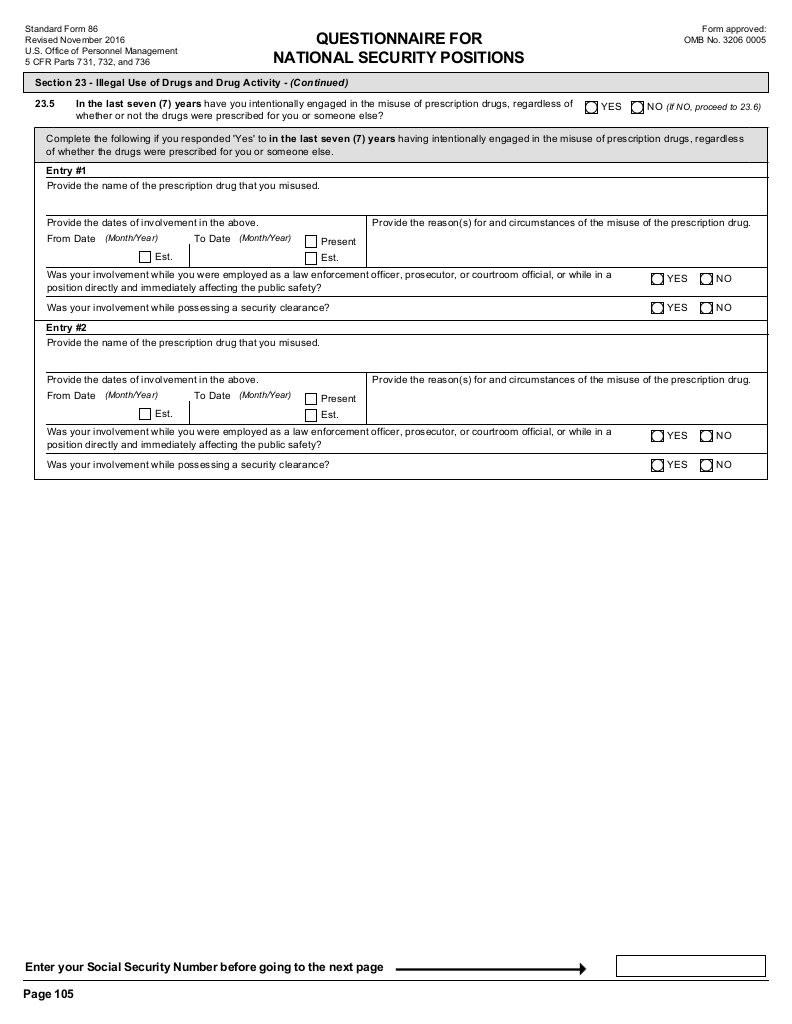 Standard Form 86
Revised November 2016
U.S. Office of Personnel Management
5 CFR Parts 731, 732, and 736
QUESTIONNAIRE FOR
NATIONAL SECURITY POSITIONS
Form approved:
OMB No. 3206 0005
Section 23 - Illegal Use of Drugs and Drug Activity - (Continued)
23.5 In the last seven (7) years have you intentionally engaged in the misuse of prescription drugs, regardless of
whether or not the drugs were prescribed for you or someone else?
YES NO (If NO, proceed to 23.6)
Complete the following if you responded 'Yes' to in the last seven (7) years having intentionally engaged in the misuse of prescription drugs, regardless
of whether the drugs were prescribed for you or someone else.
Entry #1
Provide the name of the prescription drug that you misused.
Provide the dates of involvement in the above.
From Date (Month/Year) To Date (Month/Year) Present
Est. Est.
Provide the reason(s) for and circumstances of the misuse of the prescription drug.
Was your involvement while you were employed as a law enforcement officer, prosecutor, or courtroom official, or while in a
position directly and immediately affecting the public safety?
YES NO
Was your involvement while possessing a security clearance? YES NO
Entry #2
Provide the name of the prescription drug that you misused.
Provide the dates of involvement in the above.
From Date (Month/Year) To Date (Month/Year) Present
Est. Est.
Provide the reason(s) for and circumstances of the misuse of the prescription drug.
Was your involvement while you were employed as a law enforcement officer, prosecutor, or courtroom official, or while in a
position directly and immediately affecting the public safety?
YES NO
Was your involvement while possessing a security clearance? YES NO
Enter your Social Security Number before going to the next page
Page 105